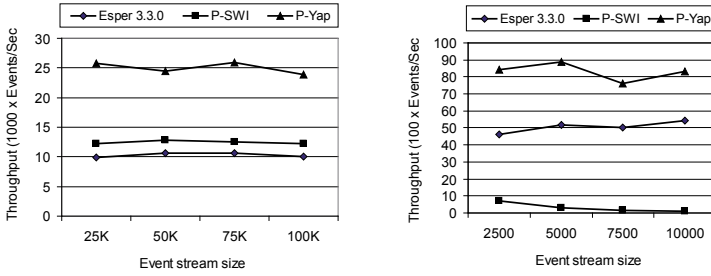 Esper 3.3.0 P-SWI P-Yap
Throughput (1000 x Events/Sec)
30
25
20
15
10
5
0
25K 50K 75K 100K
Event stream size
Esper 3.3.0 P-SWI P-Yap
Throughput (100 x Events/Sec
100
90
80
70
60
50
40
30
20
10
0
2500 5000 7500 10000
Event stream size